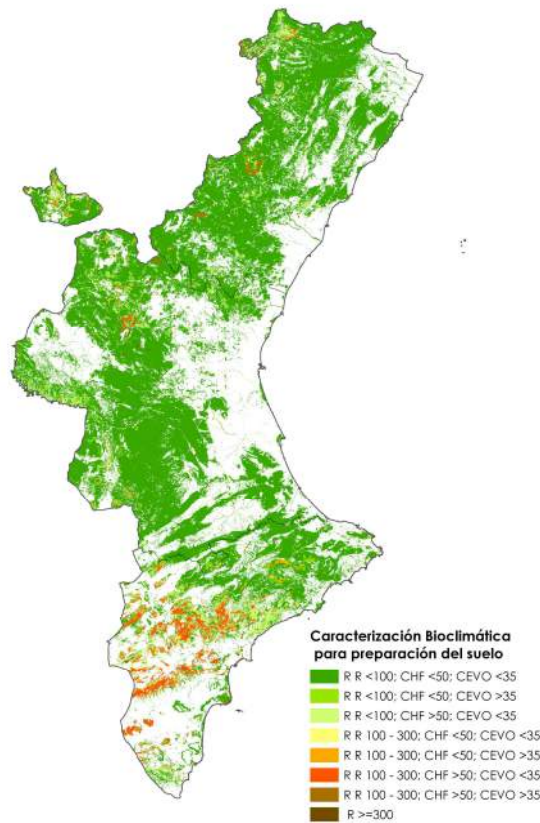 Caracterización Bioclimática
para preparación del suelo
R R <100; CHF <50; CEVO <35
R R <100; CHF <50; CEVO >35
R R <100; CHF >50; CEVO <35
R R 100 - 300; CHF <50; CEVO <35
R R 100 - 300; CHF <50; CEVO >35
R R 100 - 300; CHF >50; CEVO <35
R R 100 - 300; CHF >50; CEVO >35
R >=300